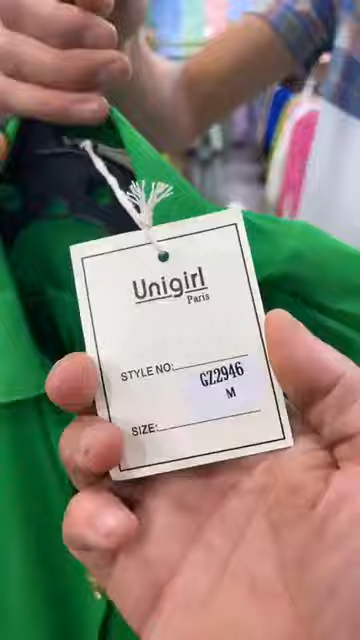 Unigirl
Paris
STYLE NO:
GZ2946
M
SIZE: